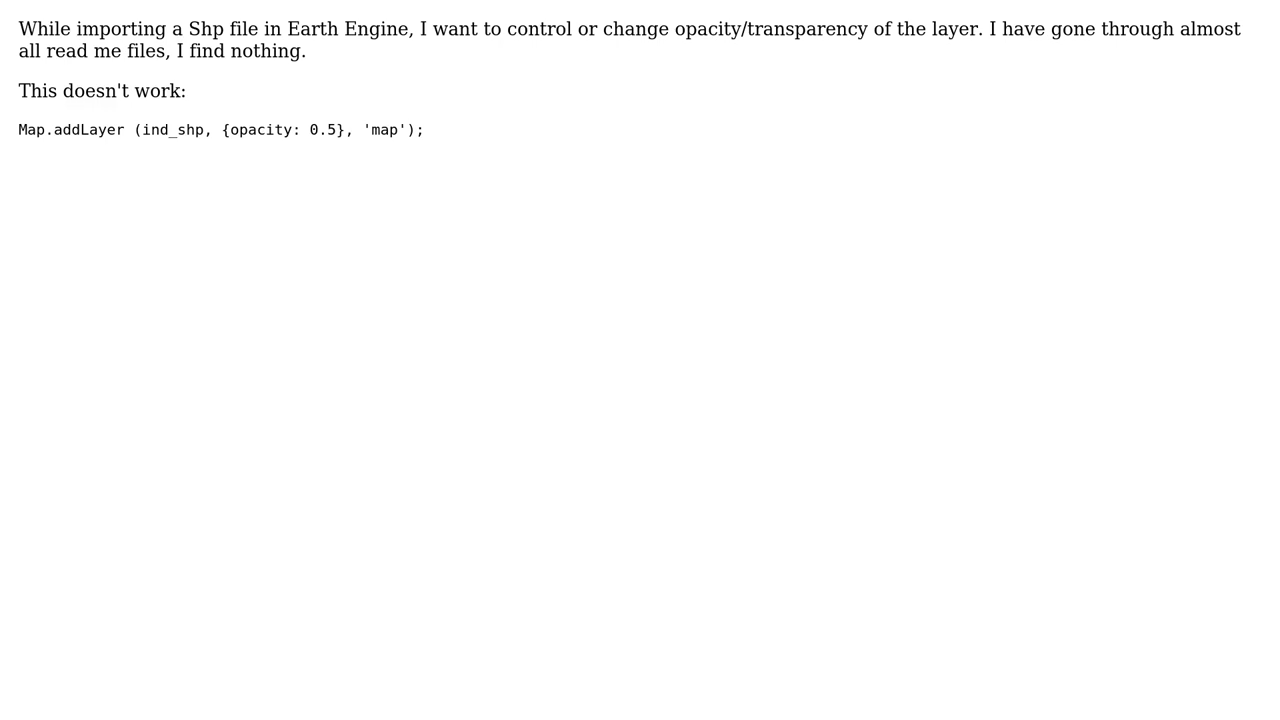 While importing a Shp file in Earth Engine, I want to control or change opacity/transparency of the layer. I have gone through almost
all read me files, I find nothing.
This doesn't work:
Map.addLayer (ind_shp, {opacity: 0.5}, 'map');